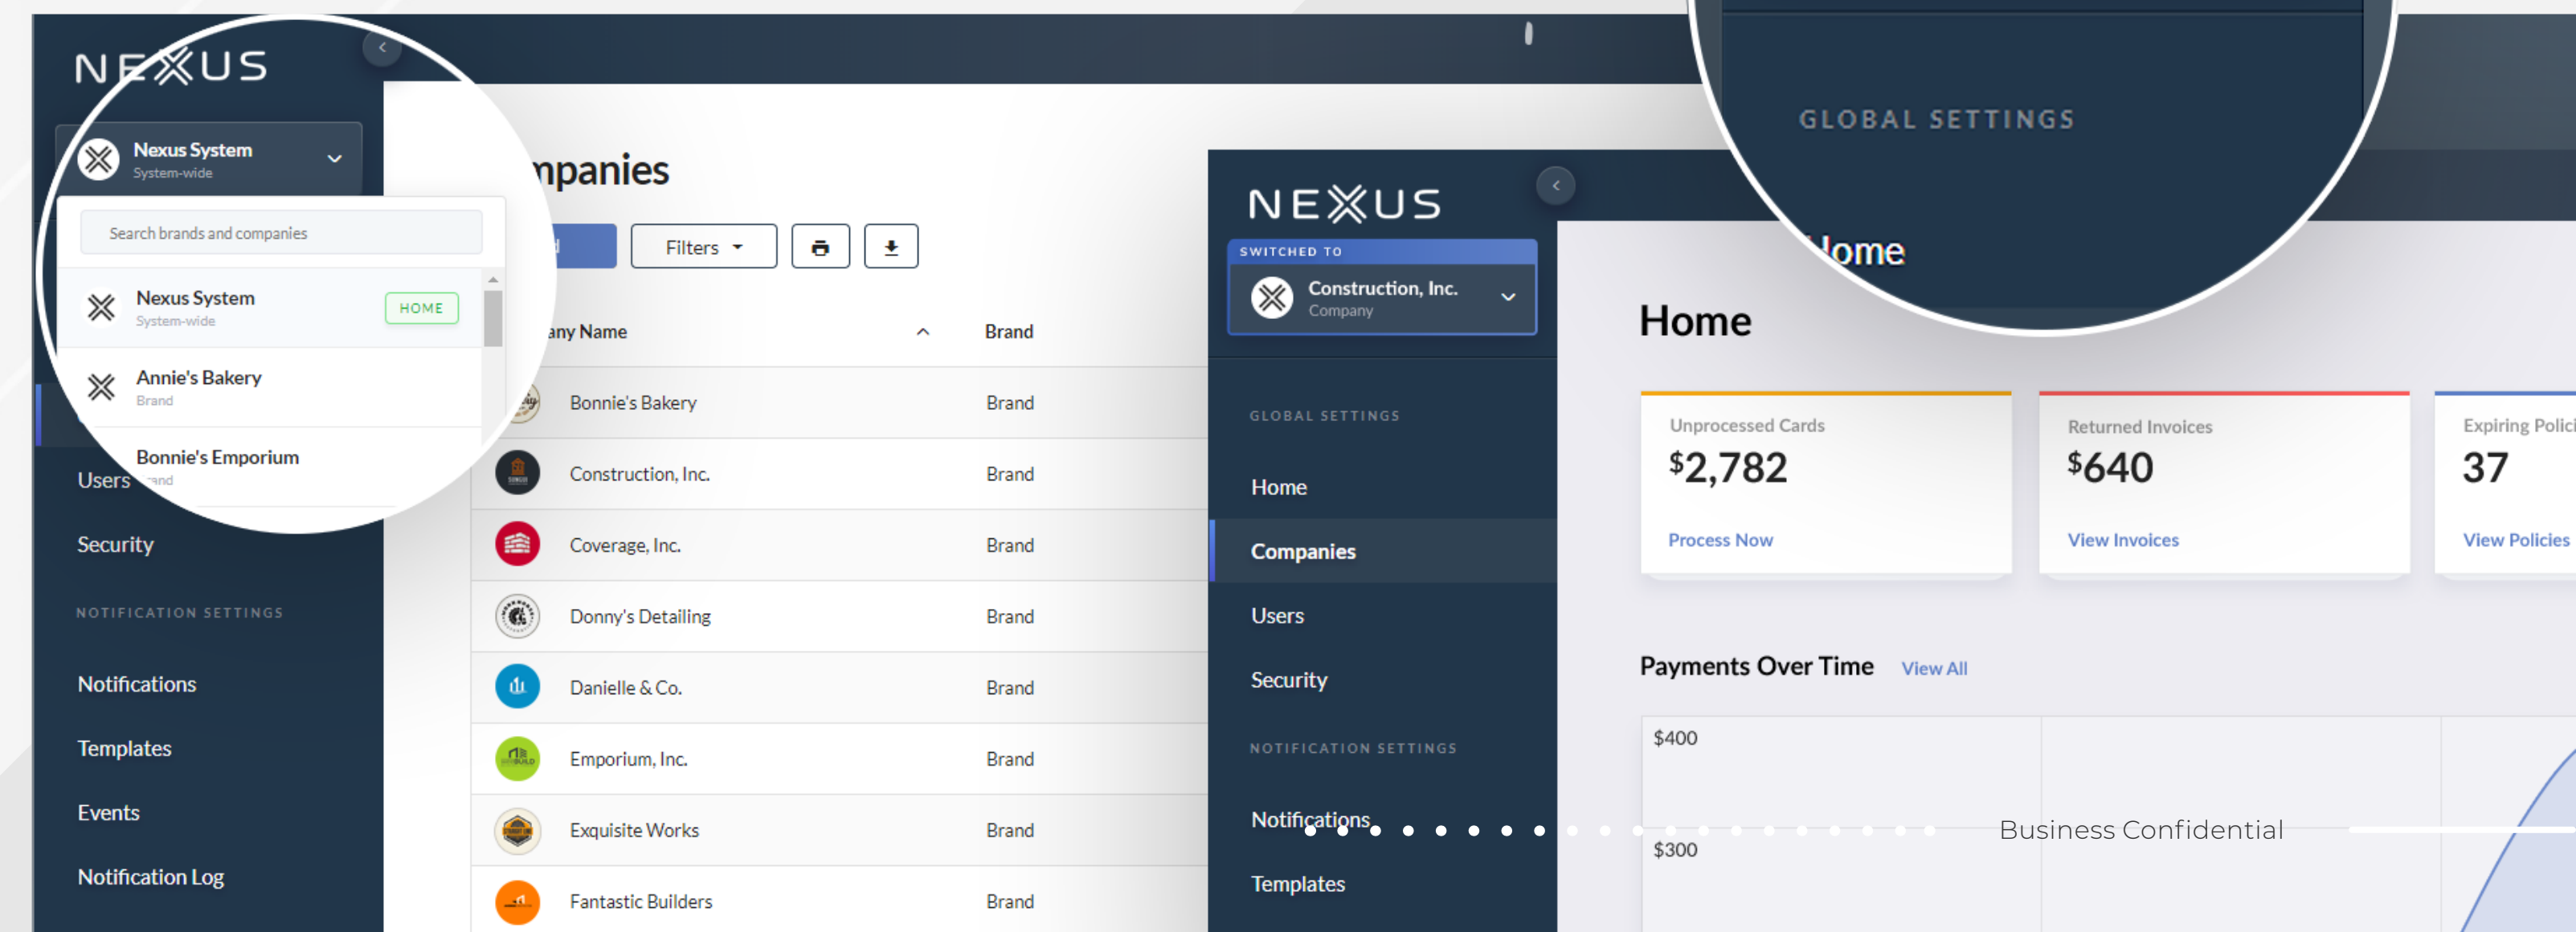 NEXUS
Nexus System
System-wide
Search brands and companies
Nexus System
System-wide
HOME
Annie's Bakery
Brand
Bonnie's Emporium
Users
Security
NOTIFICATION SETTINGS
Notifications
Templates
Events
Notification Log
Filters
Name
Brand
Bonnie's Bakery
Brand
Construction, Inc.
Brand
Coverage, Inc.
Brand
Donny's Detailing
Brand
Danielle & Co.
Brand
Emporium, Inc.
Brand
Exquisite Works
Brand
Fantastic Builders
Brand
NEXUS
SWITCHED TO
Construction, Inc.
Company
GLOBAL SETTINGS
Home
Companies
Users
Security
NOTIFICATION SETTINGS
Notifications
Templates
GLOBAL SETTINGS
Home
Home
Unprocessed Cards
$2,782
Process Now
Returned Invoices
$640
View Invoices
Expiring
37
View Policies
Payments Over Time
View All
$400
$300
Business Confidential